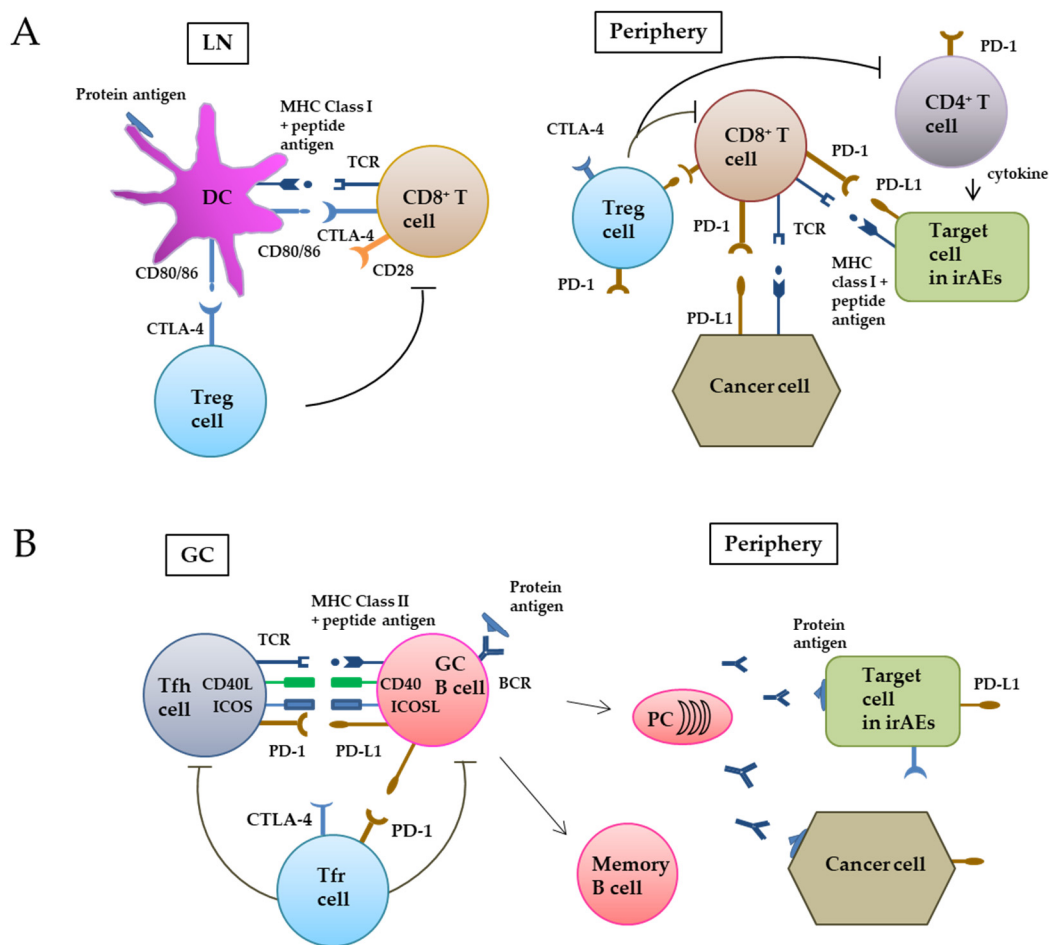 A
LN
Protein antigen
MHC Class I
+ peptide
antigen
TCR
DC
CD8⁺ T
cell
CTLA-4
CD80/86
CD80/86
CD28
CTLA-4
Treg
cell
Periphery
PD-1
CD4⁺ T
cell
CTLA-4
CD8⁺ T
cell
PD-1
cytokine
PD-L1
Treg
cell
PD-1
TCR
Target
cell
in irAEs
PD-1
MHC
class I +
peptide
antigen
PD-L1
Cancer cell
B
GC
MHC Class II
+ peptide antigen
Protein
antigen
TCR
GC
B cell
BCR
Tfh
cell
CD40L
CD40
ICOS
ICOSL
PD-1
PD-L1
CTLA-4
PD-1
Tfr
cell
Periphery
Protein
antigen
Target
cell
in irAEs
PD-L1
PC
Memory
B cell
Cancer cell